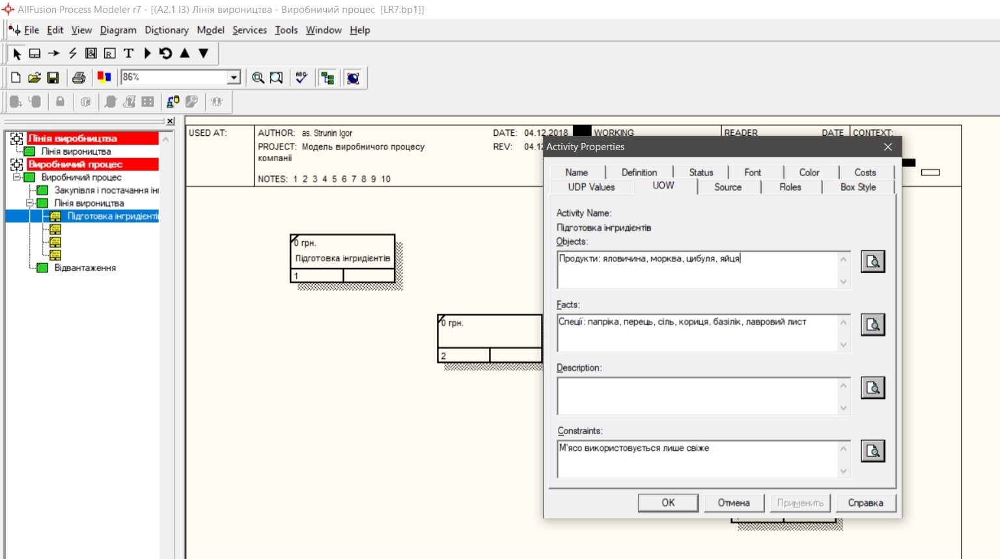 AllFusion Process Modeler r7 - [(A2.1 I3) Лінія вироництва - Виробничий процес [LR7.bp1]]
File Edit View Diagram Dictionary Model Services Tools Window Help
T
86%
ABC
Лінія виробництва
Лінія вироництва
Виробничий процес
Виробничий процес
Закупівля і постачання ін
Лінія вироництва
Підготовка інгридієнті
Відвантаження
USED AT:
AUTHOR: as. Strunin Igor
DATE: 04.12.2018
WORKING
READER
DATE
CONTEXT:
PROJECT: Модель виробничого процесу
компанії
REV: 04.12
NOTES: 1 2 3 4 5 6 7 8 9 10
0 грн.
Підготовка інгридієнтів
1
0 грн.
2
Activity Properties
Name Definition Status Font Color Costs
UDP Values UOW Source Roles Box Style
Activity Name:
Підготовка інгридієнтів
Objects:
Продукти: яловичина, морква, цибуля, яйця
Facts:
Спеції: папріка, перець, сіль, кориця, базілік, лавровий лист
Description:
Constraints:
М'ясо використовується лише свіже
OK Отмена Применить Справка